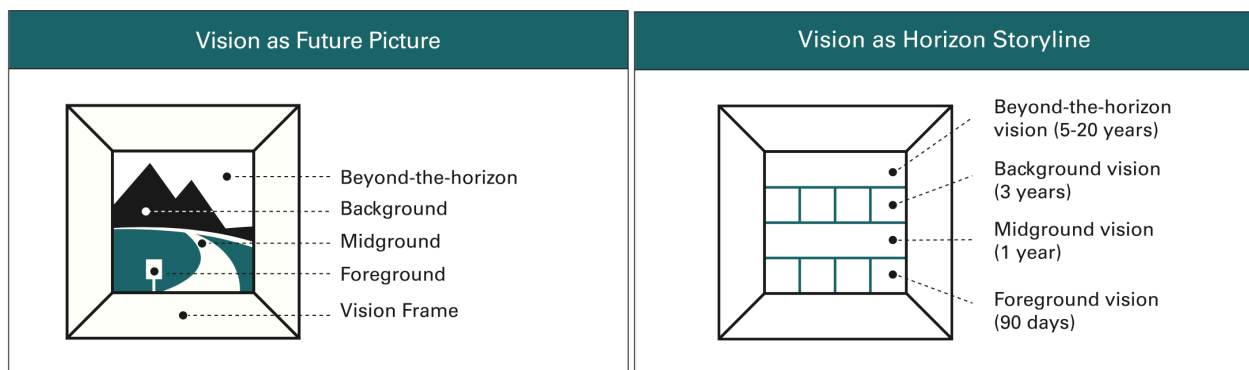 Vision as Future Picture
Beyond-the-horizon
Background
Midground
Foreground
Vision Frame
Vision as Horizon Storyline
Beyond-the-horizon
vision (5-20 years)
Background vision
(3 years)
Midground vision
(1 year)
Foreground vision
(90 days)